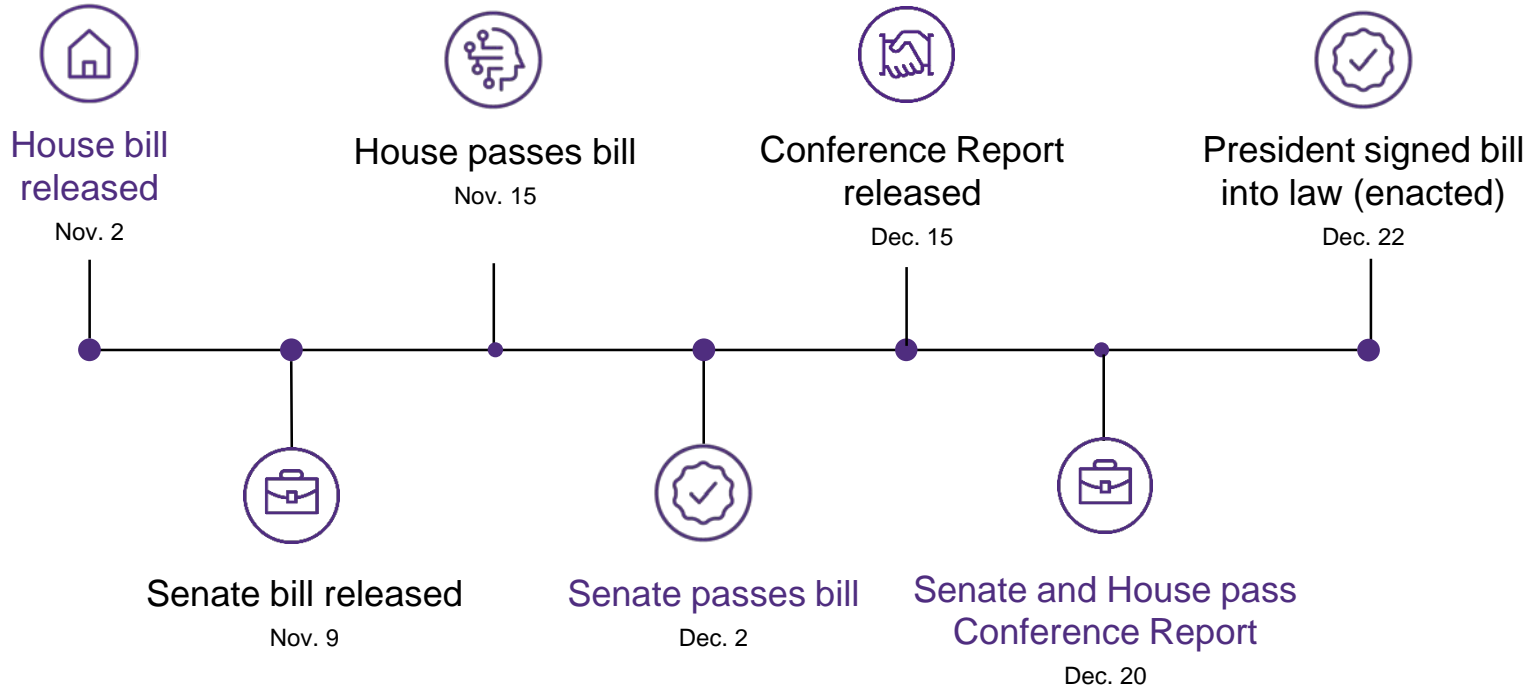 House bill
released
Nov. 2
House passes bill
Nov. 15
Conference Report
released
Dec. 15
President signed bill
into law (enacted)
Dec. 22
Senate bill released
Nov. 9
Senate passes bill
Dec. 2
Senate and House pass
Conference Report
Dec. 20